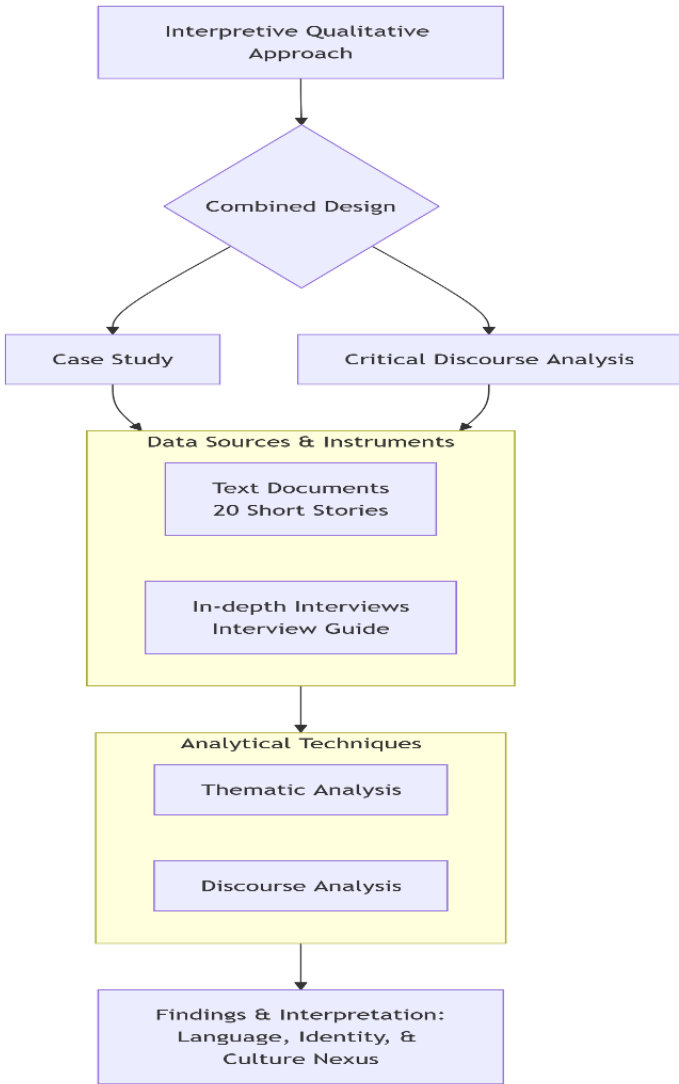 Interpretive Qualitative
Approach
Combined Design
Case Study
Critical Discourse Analysis
Data Sources & Instruments
Text Documents
20 Short Stories
In-depth Interviews
Interview Guide
Analytical Techniques
Thematic Analysis
Discourse Analysis
Findings & Interpretation:
Language, Identity, &
Culture Nexus